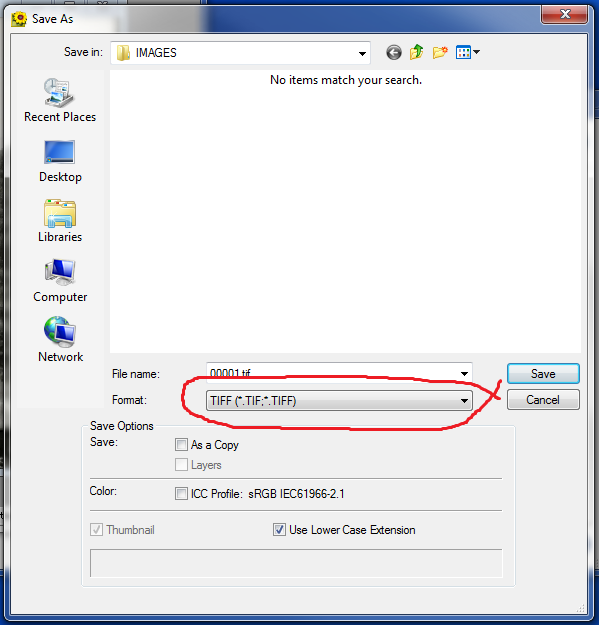 Save As
Save in: IMAGES
No items match your search.
Recent Places
Desktop
Libraries
Computer
Network
File name: 00001.tif
Save
Format: TIFF (*.TIF;*.TIFF)
Cancel
Save Options
Save: As a Copy
Layers
Color: ICC Profile: sRGB IEC61966-2.1
Thumbnail
Use Lower Case Extension